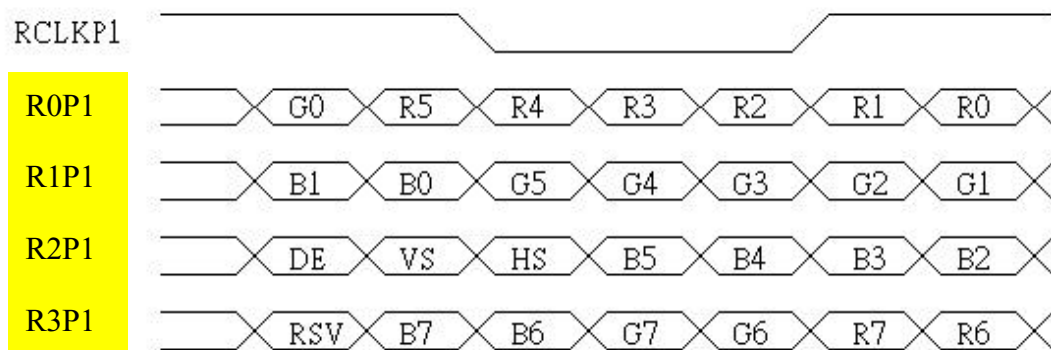 RCLKP1
R0P1 G0 R5 R4 R3 R2 R1 R0
R1P1 B1 B0 G5 G4 G3 G2 G1
R2P1 DE VS HS B5 B4 B3 B2
R3P1 RSV B7 B6 G7 G6 R7 R6